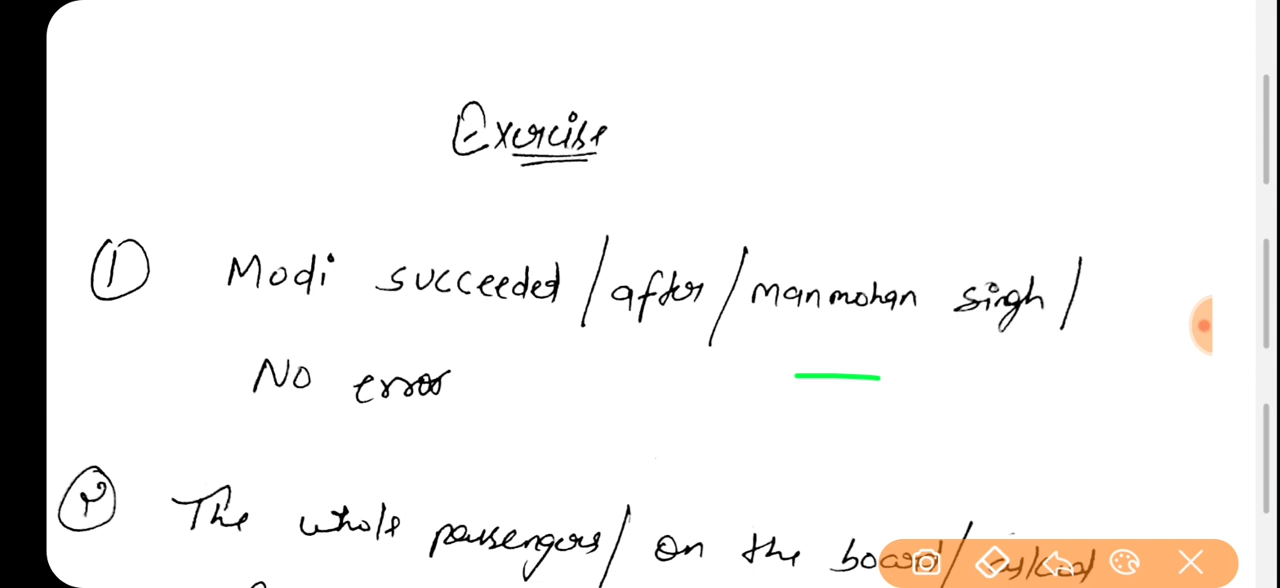 Exercise
① Modi succeeded / after / manmohan singh /
No error
② The whole passengers / on the board /